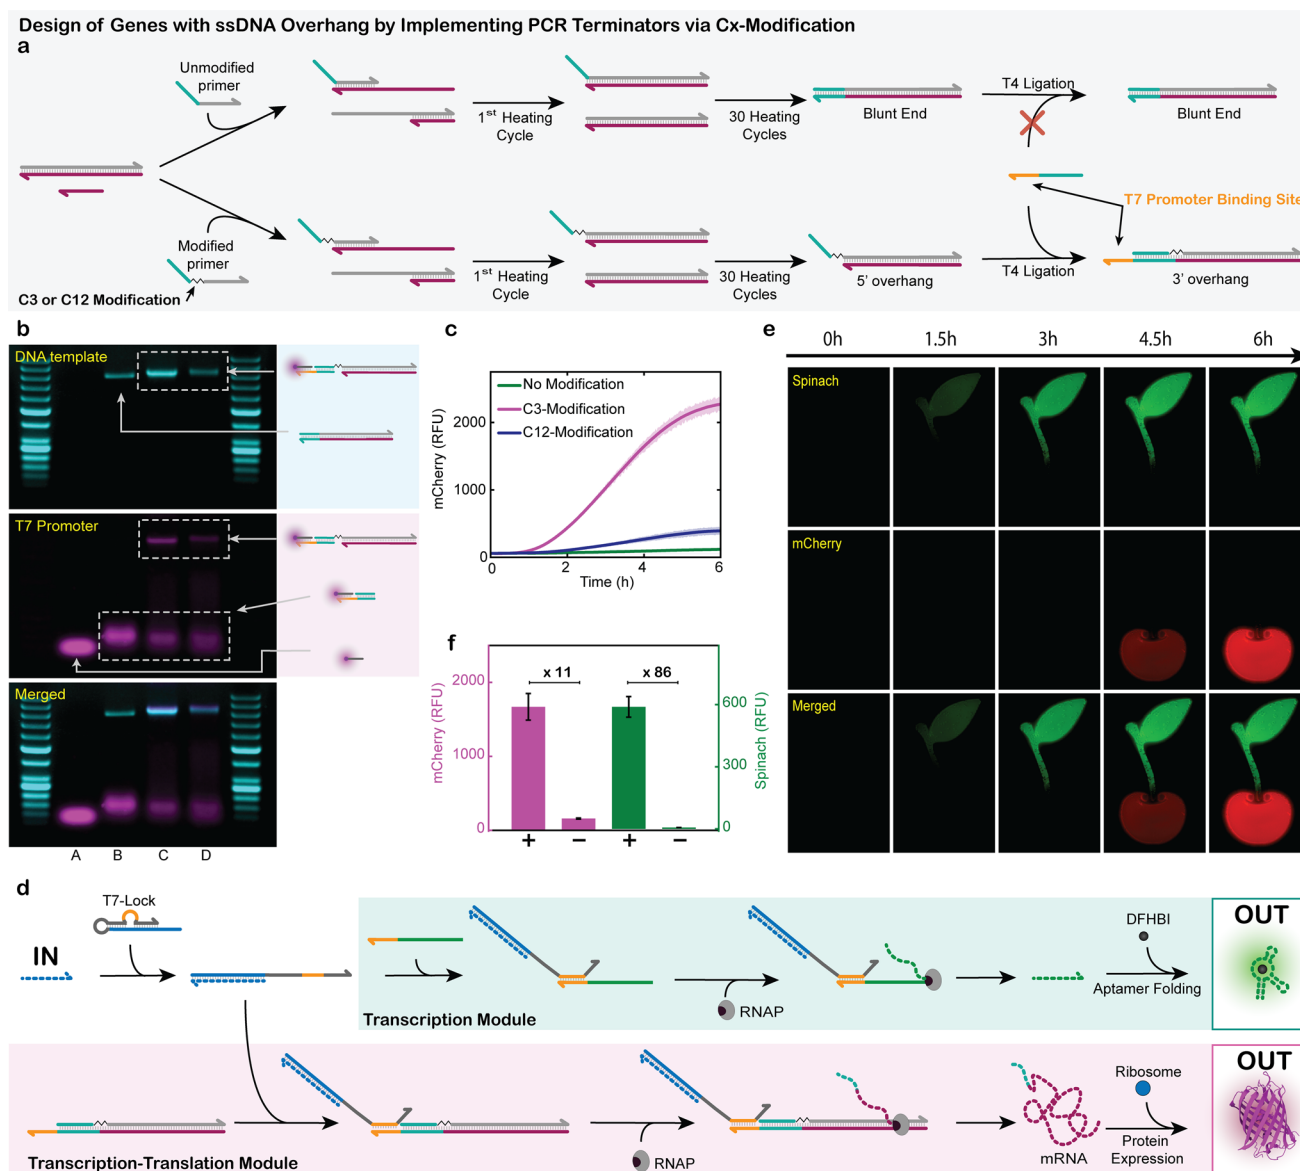 Design of Genes with ssDNA Overhang by Implementing PCR Terminators via Cx-Modification
a
Unmodified
primer
1st Heating
Cycle
30 Heating
Cycles
Blunt End
T4 Ligation
Blunt End
T7 Promoter Binding Site
Modified
primer
C3 or C12 Modification
1st Heating
Cycle
30 Heating
Cycles
5' overhang
T4 Ligation
3' overhang
b
DNA template
T7 Promoter
Merged
A B C D
c
No Modification
C3-Modification
C12-Modification
mCherry (RFU)
2000
1000
0
0 2 4 6
Time (h)
e
0h 1.5h 3h 4.5h 6h
Spinach
mCherry
Merged
f
x 11 x 86
mCherry (RFU)
2000
1000
0
Spinach (RFU)
600
300
0
+ − + −
d
T7-Lock
IN
RNAP
DFHBI
Aptamer Folding
OUT
Transcription Module
RNAP
mRNA
Ribosome
Protein
Expression
OUT
Transcription-Translation Module